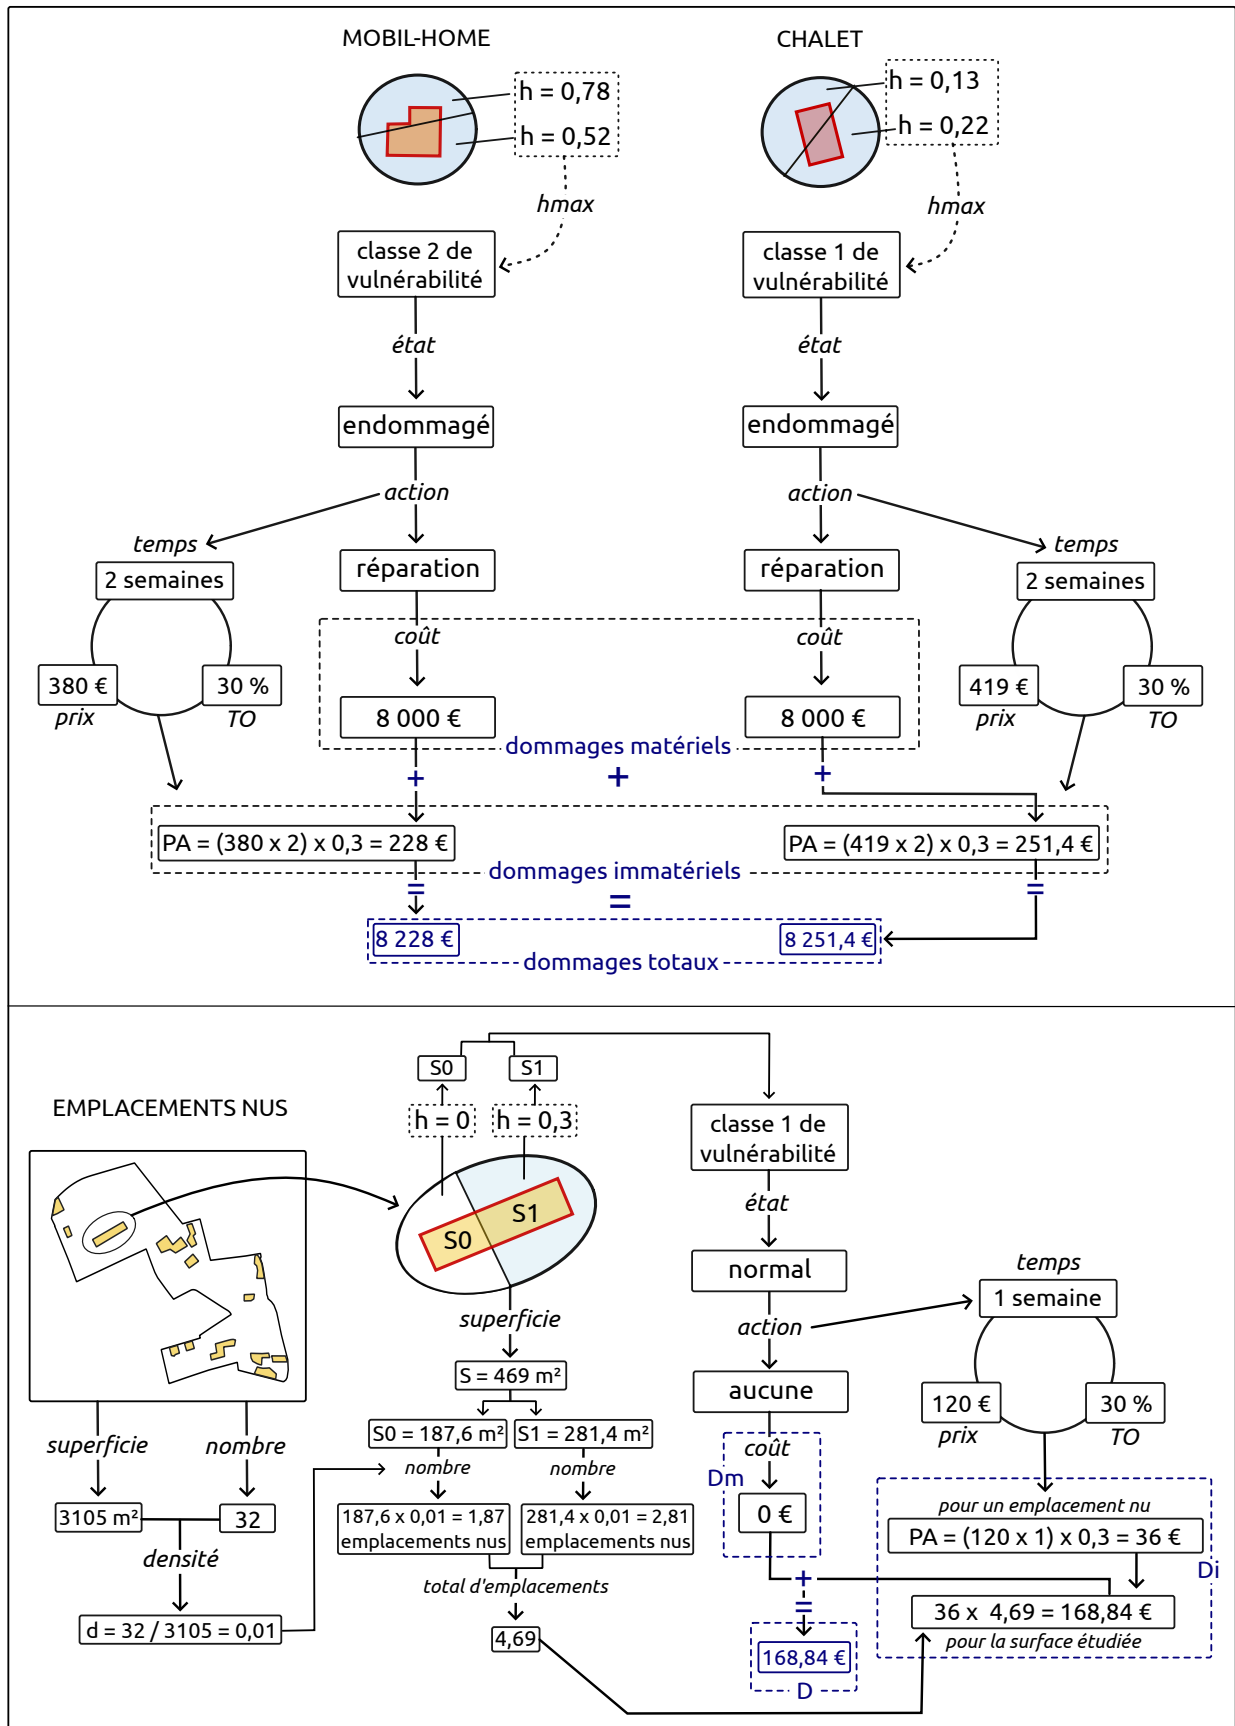 MOBIL-HOME
h = 0,78
h = 0,52
hmax
classe 2 de
vulnérabilité
état
endommagé
action
temps
2 semaines
380 €
prix
30 %
TO
réparation
coût
8 000 €
CHALET
h = 0,13
h = 0,22
hmax
classe 1 de
vulnérabilité
état
endommagé
action
temps
2 semaines
419 €
prix
30 %
TO
réparation
coût
8 000 €
dommages matériels
+
+
+
PA = (380 x 2) x 0,3 = 228 €
PA = (419 x 2) x 0,3 = 251,4 €
dommages immatériels
=
=
=
8 228 €
8 251,4 €
dommages totaux
EMPLACEMENTS NUS
S0
S1
h = 0
h = 0,3
S0
S1
superficie
S = 469 m²
S0 = 187,6 m²
S1 = 281,4 m²
nombre
nombre
187,6 x 0,01 = 1,87
emplacements nus
281,4 x 0,01 = 2,81
emplacements nus
total d'emplacements
4,69
superficie
nombre
3105 m²
32
densité
d = 32 / 3105 = 0,01
classe 1 de
vulnérabilité
état
normal
action
aucune
coût
Dm
0 €
temps
1 semaine
120 €
prix
30 %
TO
pour un emplacement nu
PA = (120 x 1) x 0,3 = 36 €
Di
36 x 4,69 = 168,84 €
pour la surface étudiée
+
=
168,84 €
D